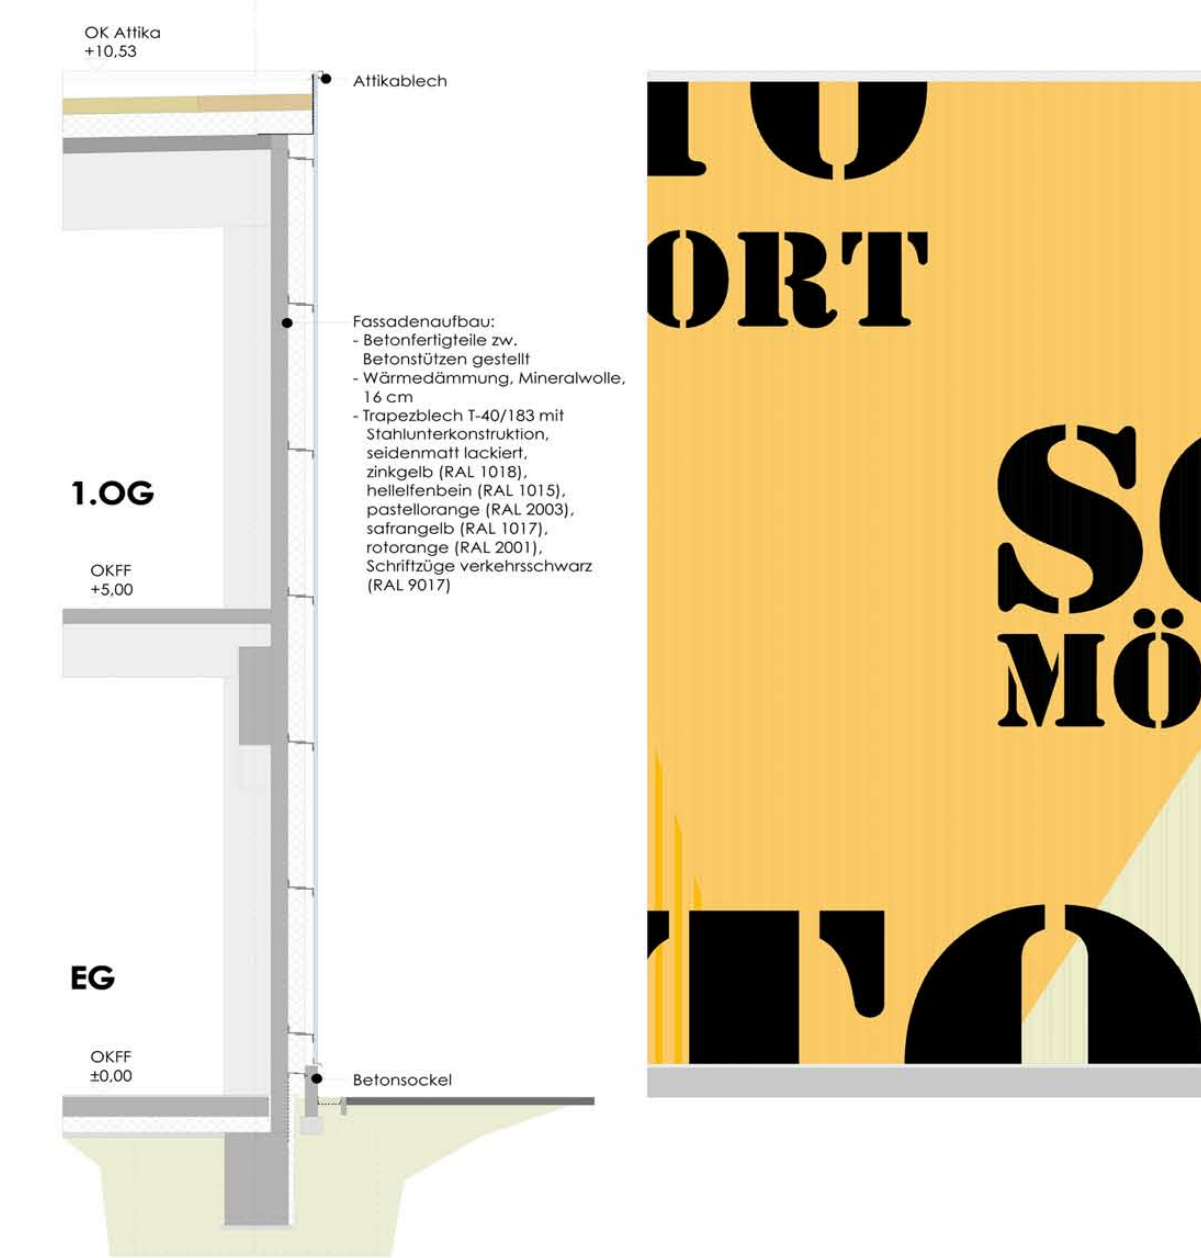 OK Attika
+10,53
Attikablech
Fassadenaufbau:
- Betonfertigteile zw.
Betonstützen gestellt
- Wärmedämmung, Mineralwolle,
16 cm
- Trapezblech T-40/183 mit
Stahlunterkonstruktion,
seidenmatt lackiert,
zinkgelb (RAL 1018),
hellelfenbein (RAL 1015),
pastellorange (RAL 2003),
safrangelb (RAL 1017),
rotorange (RAL 2001),
Schriftzüge verkehrsschwarz
(RAL 9017)
1.OG
OKFF
+5,00
EG
OKFF
±0,00
Betonsockel
ORT
MÖ
TO